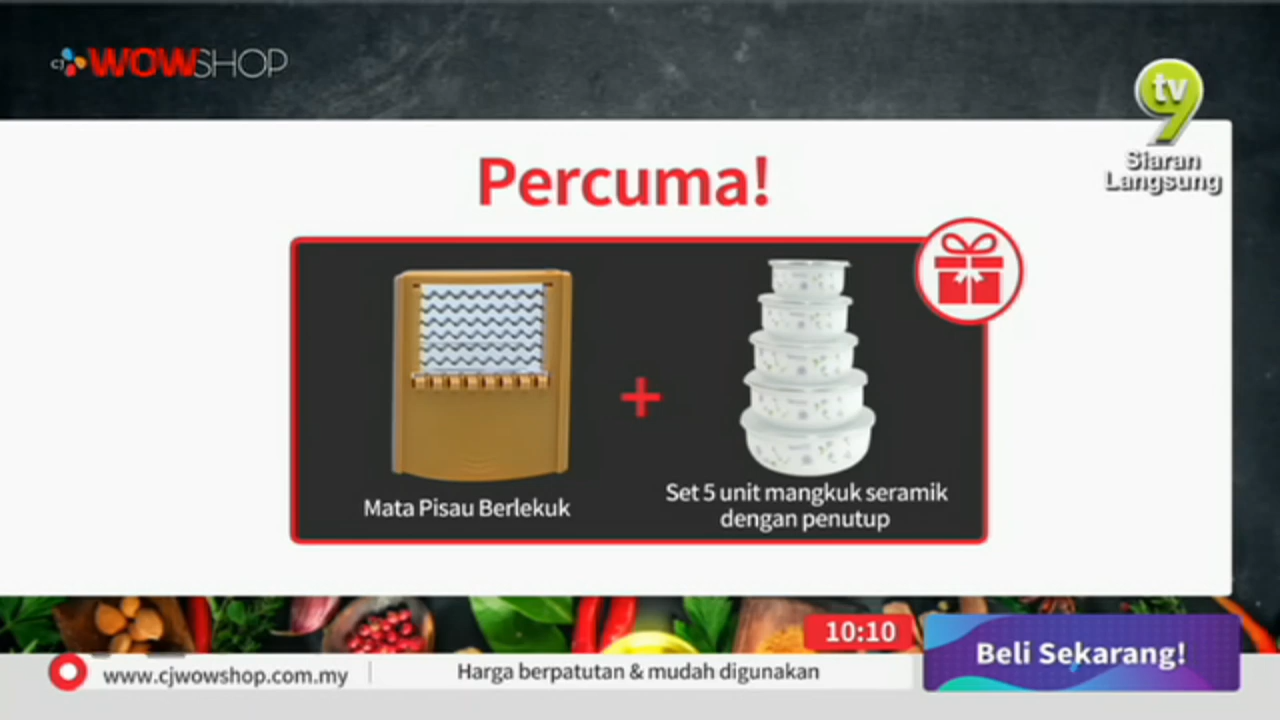 CJ WOWSHOP
tv9
Siaran
Langsung
Percuma!
Mata Pisau Berlekuk
+
Set 5 unit mangkuk seramik
dengan penutup
10:10
Beli Sekarang!
www.cjwowshop.com.my
Harga berpatutan & mudah digunakan